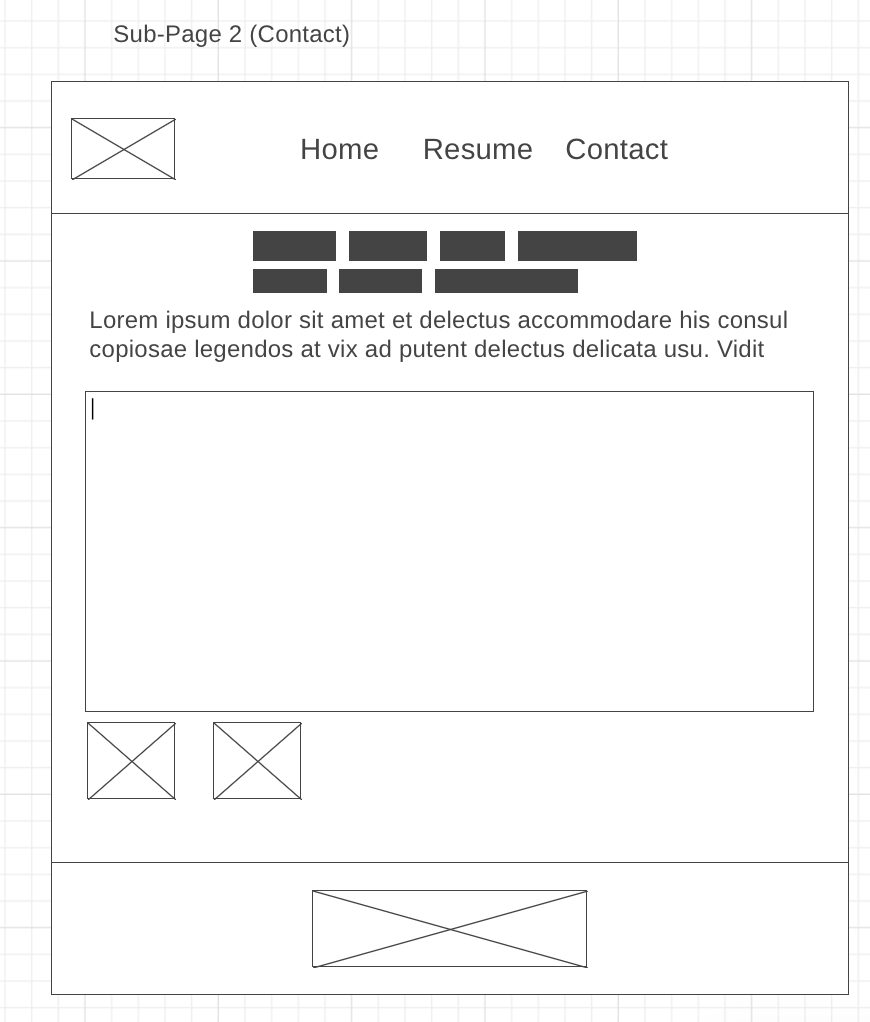 Sub-Page 2 (Contact)
Home Resume Contact
Lorem ipsum dolor sit amet et delectus accommodare his consul
copiosae legendos at vix ad putent delectus delicata usu. Vidit